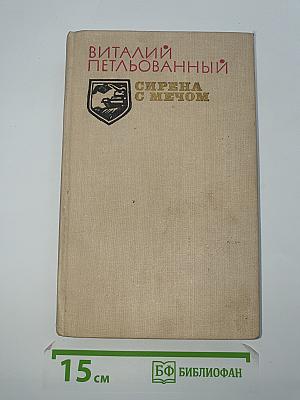 ВИТАЛИЙ
ПЕТЛЬОВАННЫЙ
СИРЕНА
С МЕЧОМ
15 см
БФ БИБЛИОФАН